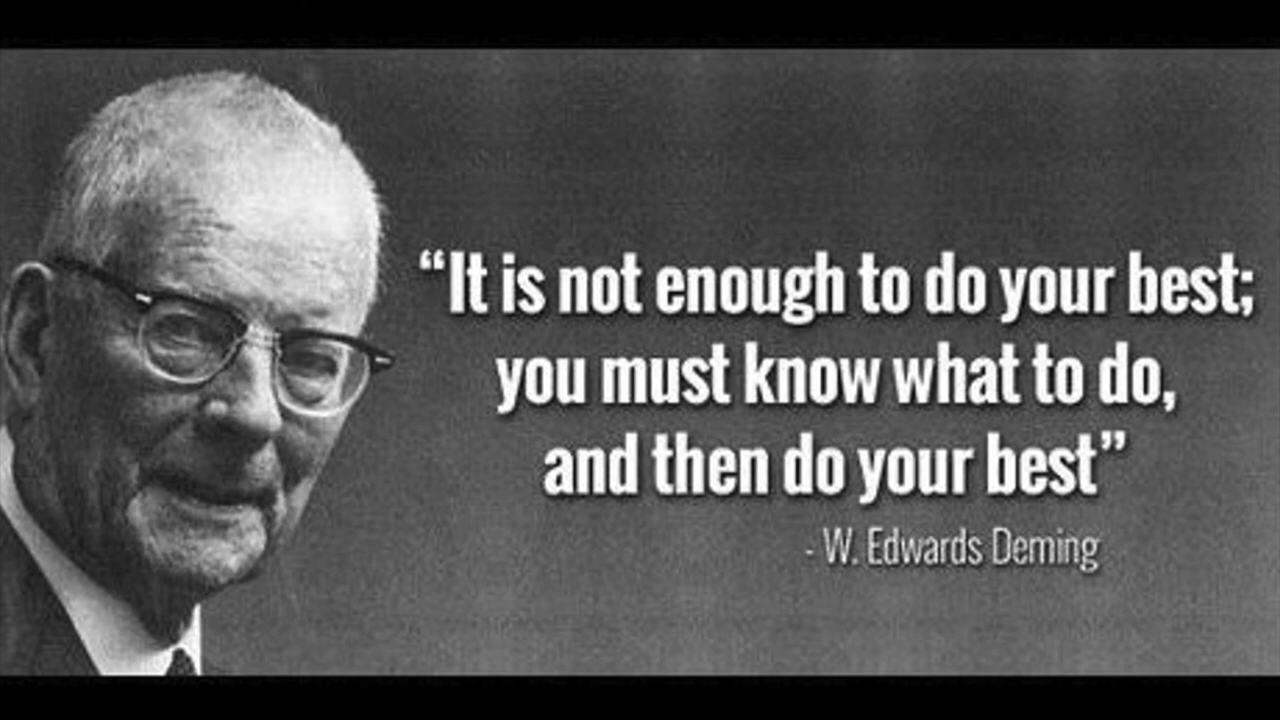 “It is not enough to do your best;
you must know what to do,
and then do your best”
- W. Edwards Deming